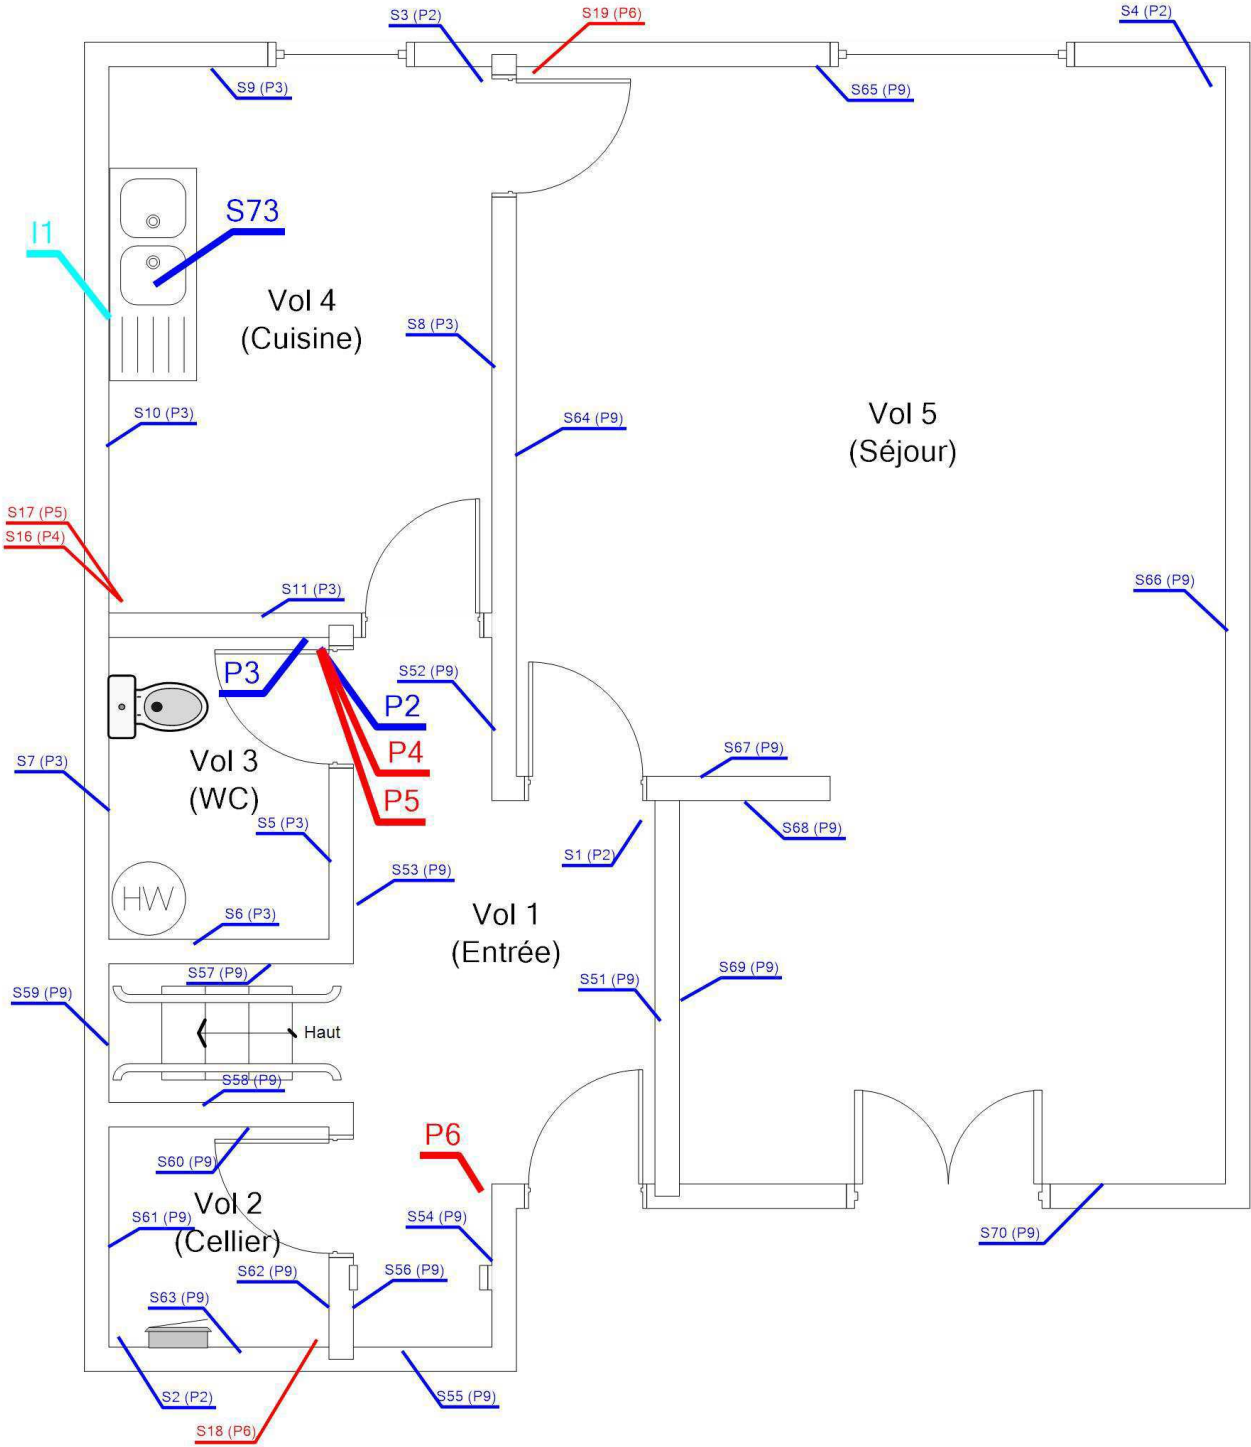 S3 (P2)
S19 (P6)
S4 (P2)
S9 (P3)
S65 (P9)
S73
I1
Vol 4
(Cuisine)
S8 (P3)
S10 (P3)
S64 (P9)
Vol 5
(Séjour)
S17 (P5)
S16 (P4)
S11 (P3)
S66 (P9)
P3
S52 (P9)
P2
P4
P5
S7 (P3)
Vol 3
(WC)
S67 (P9)
S5 (P3)
S68 (P9)
S1 (P2)
S53 (P9)
HW
S6 (P3)
Vol 1
(Entrée)
S57 (P9)
S59 (P9)
S51 (P9)
S69 (P9)
Haut
S58 (P9)
P6
S60 (P9)
Vol 2
(Cellier)
S61 (P9)
S54 (P9)
S70 (P9)
S62 (P9)
S56 (P9)
S63 (P9)
S2 (P2)
S55 (P9)
S18 (P6)